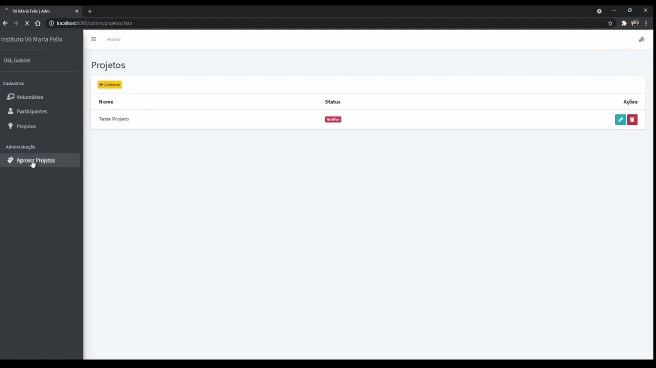 Vó Maria Felix | Adm
localhost:8000/admin/projetos/lista
Instituto Vó Maria Felix
Home
Olá, Gabriel
Projetos
Cadastros
+ Cadastrar
Voluntários
Nome Status Ações
Participantes
Teste Projeto Inativo
Projetos
Administração
Aprovar Projetos